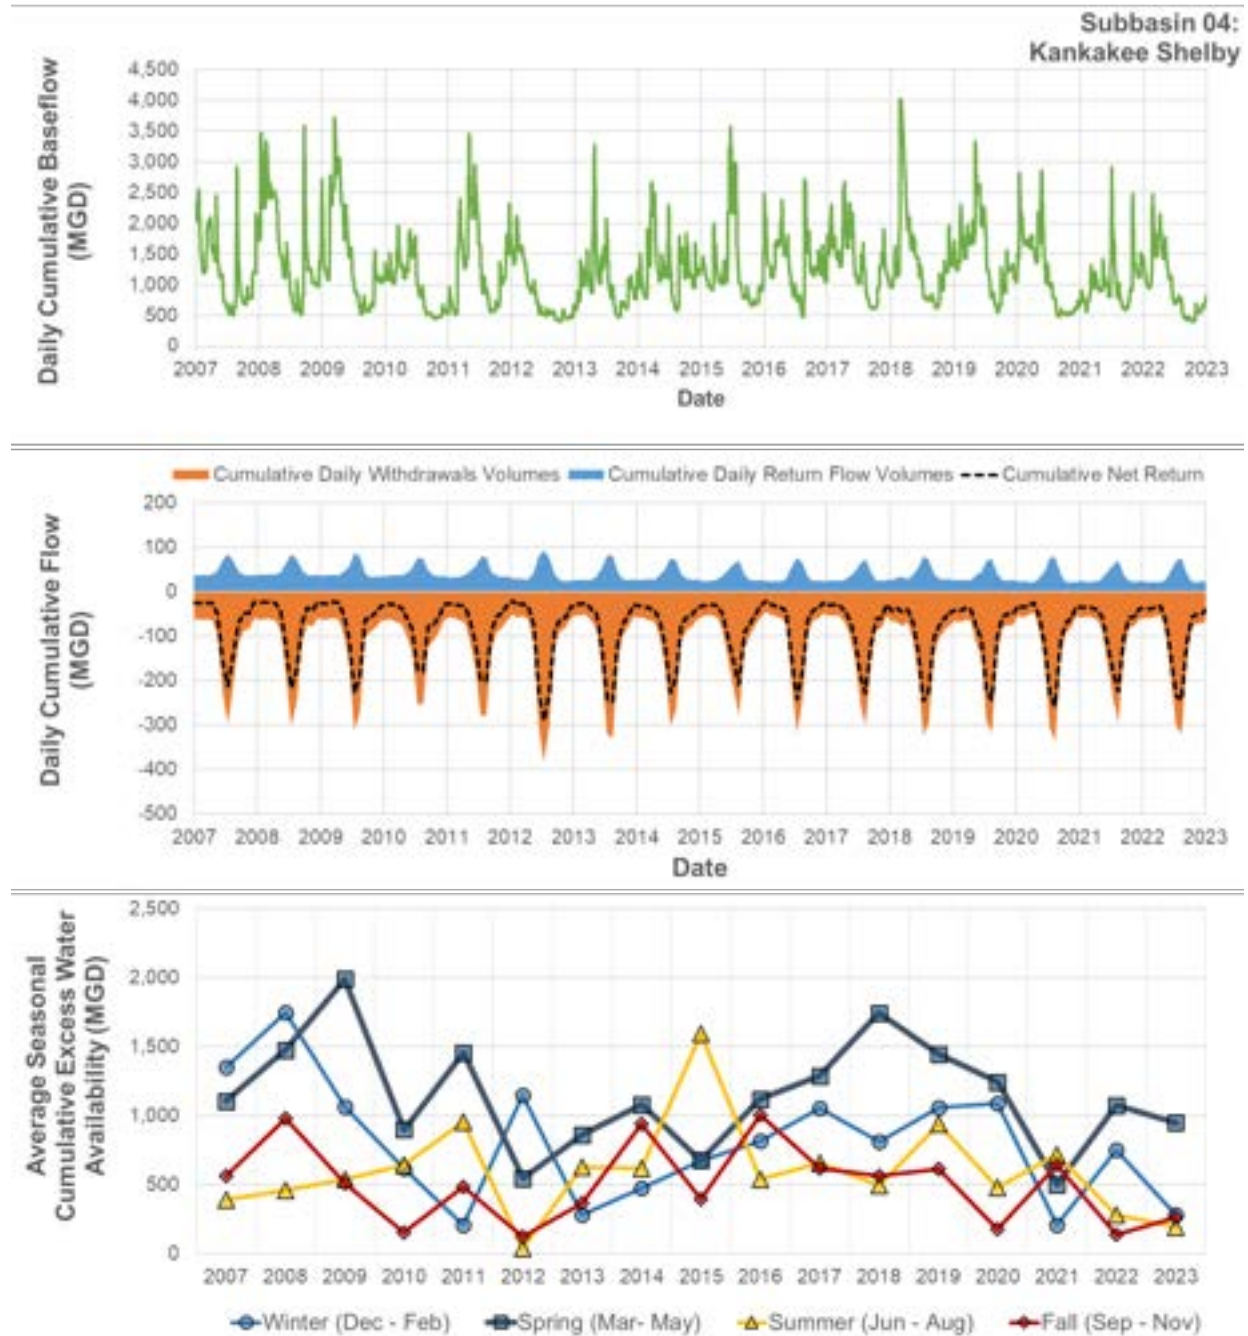 Subbasin 04:
Kankakee Shelby
Daily Cumulative Baseflow
(MGD)
4,500
4,000
3,500
3,000
2,500
2,000
1,500
1,000
500
0
2007 2008 2009 2010 2011 2012 2013 2014 2015 2016 2017 2018 2019 2020 2021 2022 2023
Date
Cumulative Daily Withdrawals Volumes Cumulative Daily Return Flow Volumes Cumulative Net Return
Daily Cumulative Flow
(MGD)
200
100
0
-100
-200
-300
-400
-500
2007 2008 2009 2010 2011 2012 2013 2014 2015 2016 2017 2018 2019 2020 2021 2022 2023
Date
Average Seasonal
Cumulative Excess Water
Availability (MGD)
2,500
2,000
1,500
1,000
500
0
2007 2008 2009 2010 2011 2012 2013 2014 2015 2016 2017 2018 2019 2020 2021 2022 2023
Winter (Dec - Feb) Spring (Mar- May) Summer (Jun - Aug) Fall (Sep - Nov)